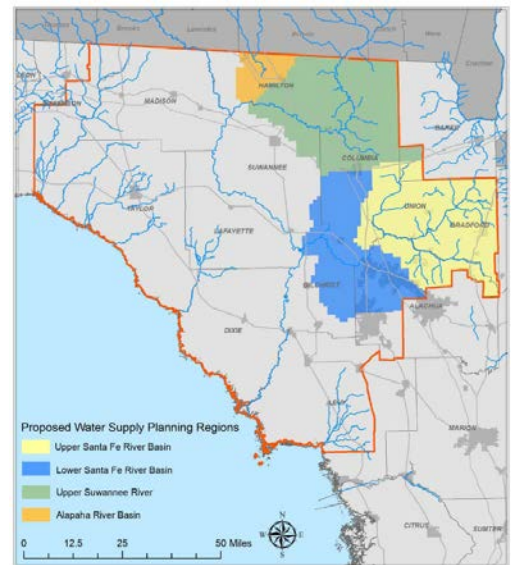 HAMILTON
MADISON
BAKER
COLUMBIA
SUWANNEE
UNION
BRADFORD
TAYLOR
LAFAYETTE
GILCHRIST
ALACHUA
DIXIE
LEVY
MARION
CITRUS
SUMTER
Proposed Water Supply Planning Regions
Upper Santa Fe River Basin
Lower Santa Fe River Basin
Upper Suwannee River
Alapaha River Basin
N
W E
S
0 12.5 25 50 Miles